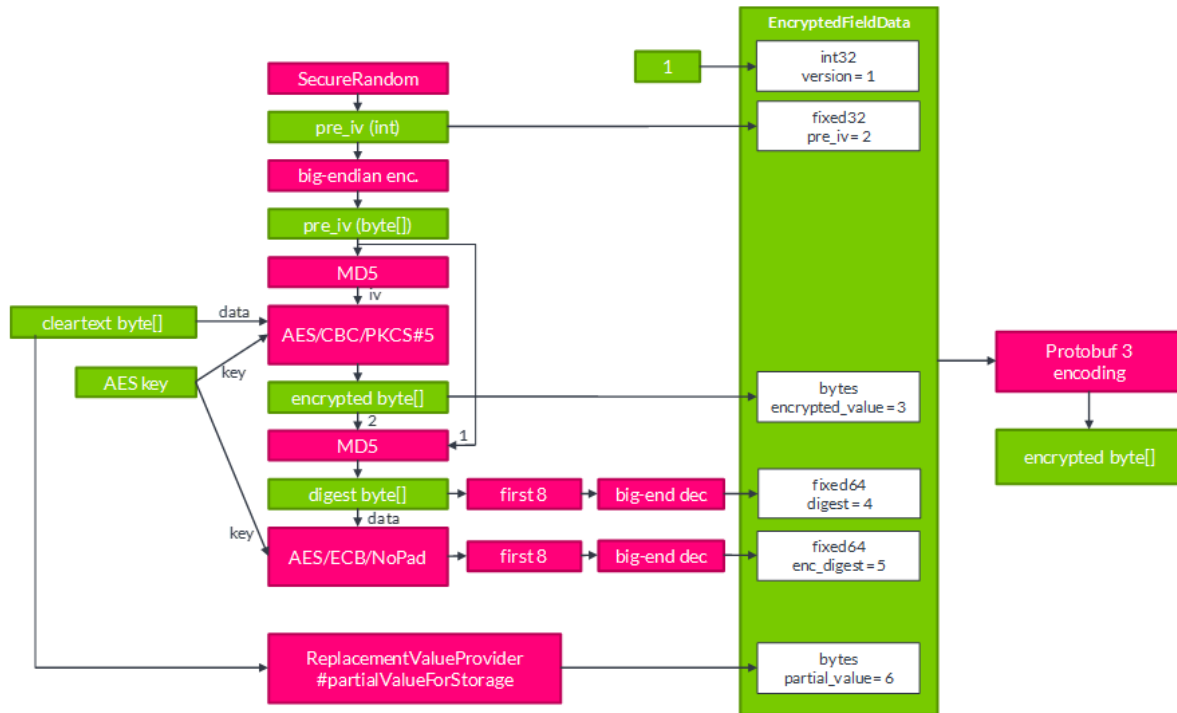 EncryptedFieldData
1
int32
version = 1
SecureRandom
pre_iv (int)
fixed32
pre_iv = 2
big-endian enc.
pre_iv (byte[])
MD5
iv
cleartext byte[]
data
AES/CBC/PKCS#5
Protobuf 3
encoding
AES key
key
encrypted byte[]
bytes
encrypted_value = 3
2
1
MD5
encrypted byte[]
digest byte[]
first 8
big-end dec
fixed64
digest = 4
data
key
AES/ECB/NoPad
first 8
big-end dec
fixed64
enc_digest = 5
ReplacementValueProvider
#partialValueForStorage
bytes
partial_value = 6